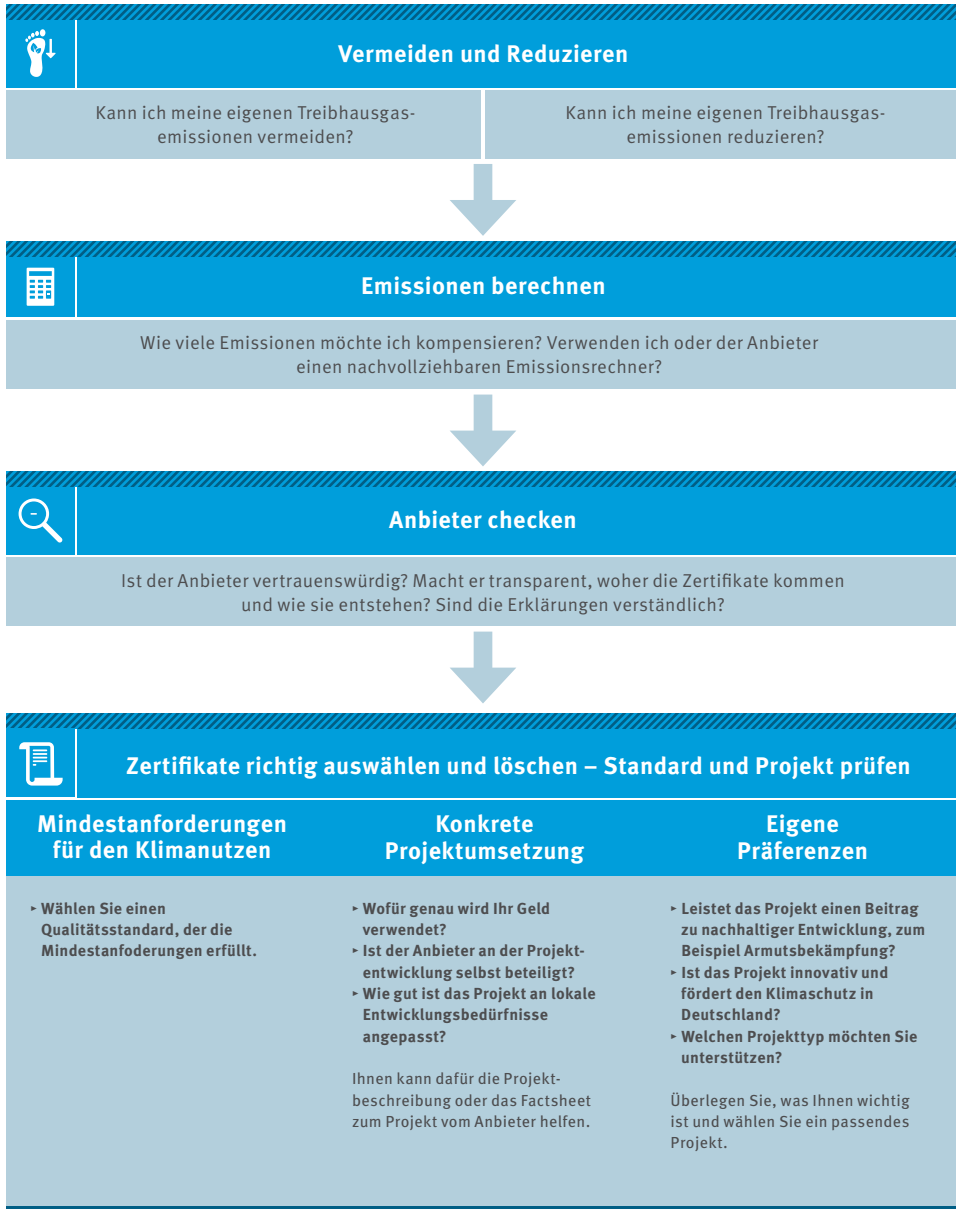 Vermeiden und Reduzieren
Kann ich meine eigenen Treibhausgas-
emissionen vermeiden?
Kann ich meine eigenen Treibhausgas-
emissionen reduzieren?
Emissionen berechnen
Wie viele Emissionen möchte ich kompensieren? Verwenden ich oder der Anbieter
einen nachvollziehbaren Emissionsrechner?
Anbieter checken
Ist der Anbieter vertrauenswürdig? Macht er transparent, woher die Zertifikate kommen
und wie sie entstehen? Sind die Erklärungen verständlich?
Zertifikate richtig auswählen und löschen – Standard und Projekt prüfen
Mindestanforderungen
für den Klimanutzen
▸ Wählen Sie einen
Qualitätsstandard, der die
Mindestanfoderungen erfüllt.
Konkrete
Projektumsetzung
▸ Wofür genau wird Ihr Geld
verwendet?
▸ Ist der Anbieter an der Projekt-
entwicklung selbst beteiligt?
▸ Wie gut ist das Projekt an lokale
Entwicklungsbedürfnisse
angepasst?
Ihnen kann dafür die Projekt-
beschreibung oder das Factsheet
zum Projekt vom Anbieter helfen.
Eigene
Präferenzen
▸ Leistet das Projekt einen Beitrag
zu nachhaltiger Entwicklung, zum
Beispiel Armutsbekämpfung?
▸ Ist das Projekt innovativ und
fördert den Klimaschutz in
Deutschland?
▸ Welchen Projekttyp möchten Sie
unterstützen?
Überlegen Sie, was Ihnen wichtig
ist und wählen Sie ein passendes
Projekt.